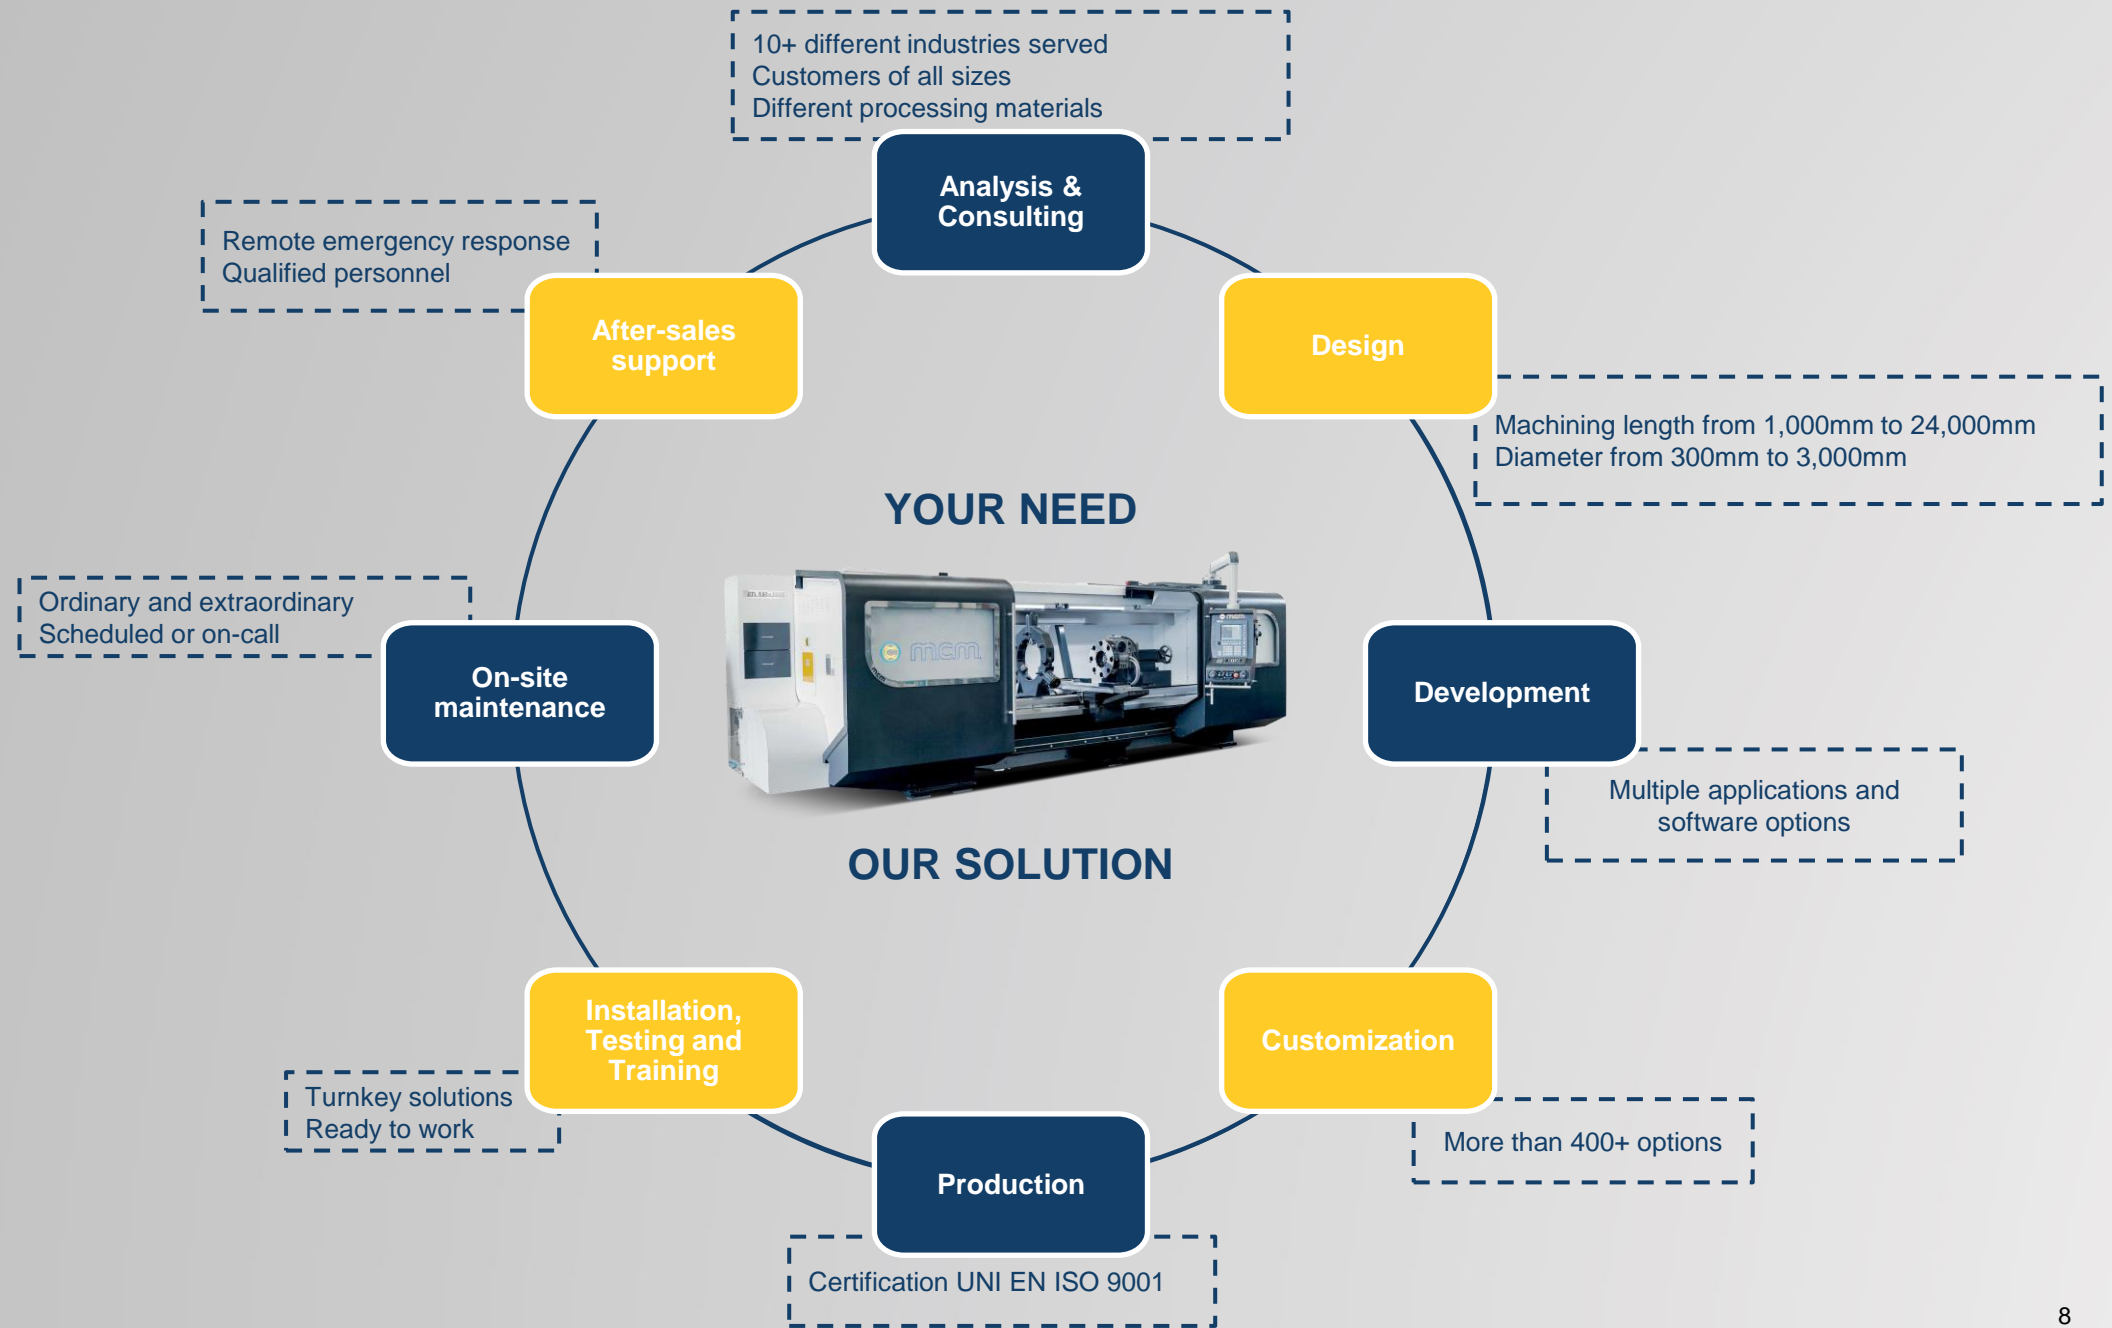 10+ different industries served
Customers of all sizes
Different processing materials
Analysis &
Consulting
Remote emergency response
Qualified personnel
After-sales
support
Design
Machining length from 1,000mm to 24,000mm
Diameter from 300mm to 3,000mm
YOUR NEED
Ordinary and extraordinary
Scheduled or on-call
On-site
maintenance
mcm
mcm
Development
Multiple applications and
software options
OUR SOLUTION
Installation,
Testing and
Training
Turnkey solutions
Ready to work
Customization
More than 400+ options
Production
Certification UNI EN ISO 9001
8